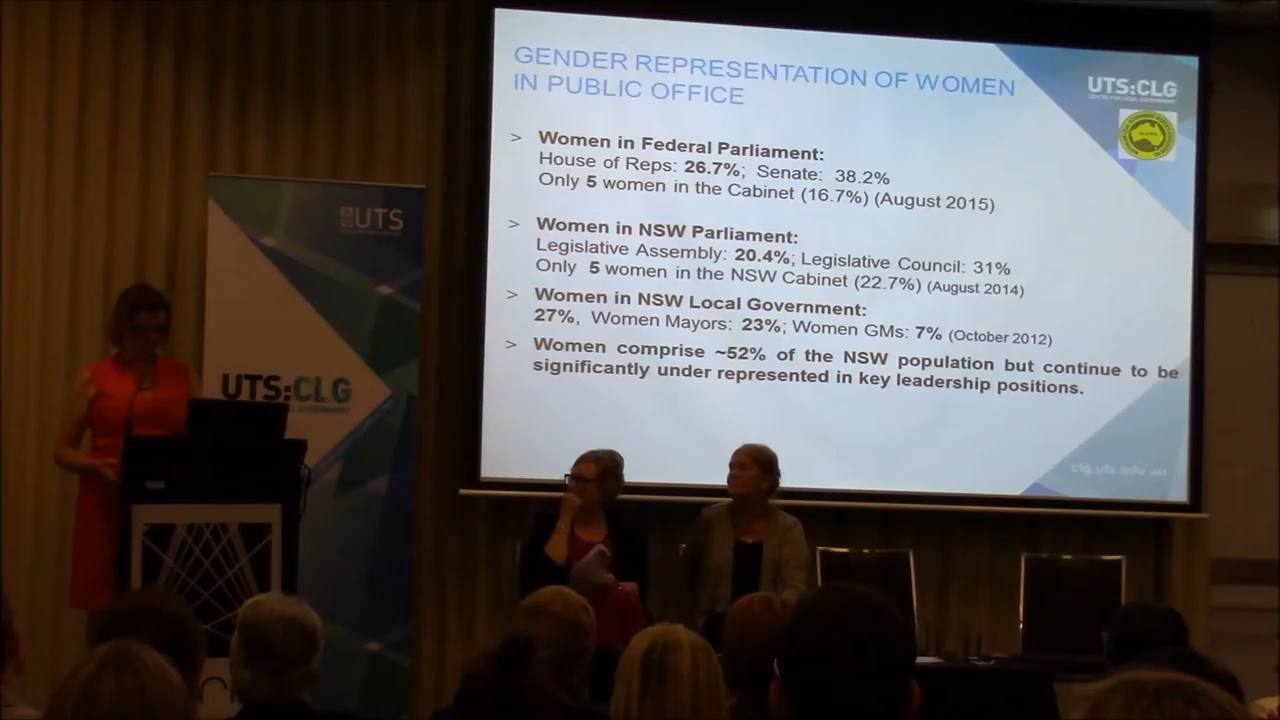 GENDER REPRESENTATION OF WOMEN
IN PUBLIC OFFICE
UTS:CLG
CENTRE FOR LOCAL GOVERNMENT
> Women in Federal Parliament:
House of Reps: 26.7%; Senate: 38.2%
Only 5 women in the Cabinet (16.7%) (August 2015)
> Women in NSW Parliament:
Legislative Assembly: 20.4%; Legislative Council: 31%
Only 5 women in the NSW Cabinet (22.7%) (August 2014)
> Women in NSW Local Government:
27%, Women Mayors: 23%; Women GMs: 7% (October 2012)
> Women comprise ~52% of the NSW population but continue to be
significantly under represented in key leadership positions.
clg.uts.edu.au
UTS
UTS:CLG